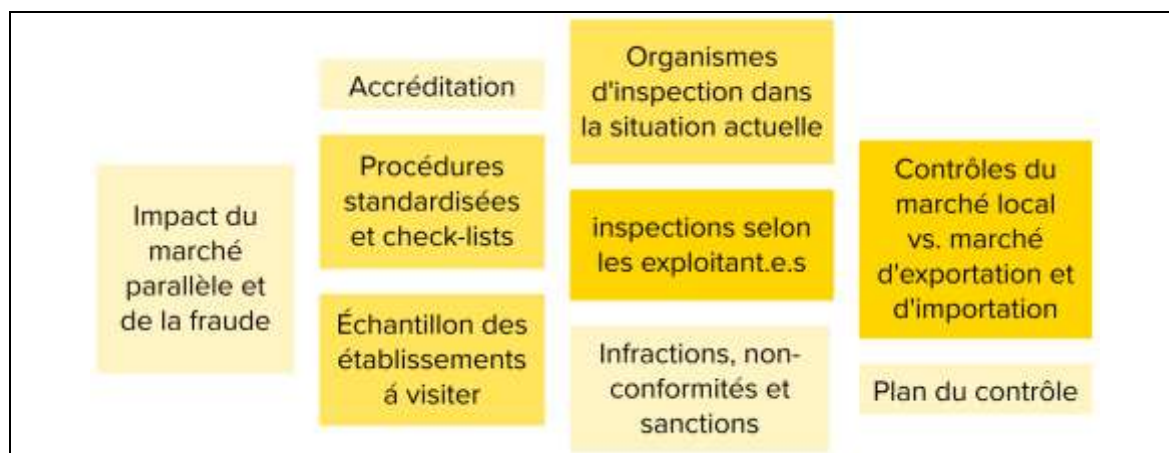 Impact du
marché
parallèle et
de la fraude
Accréditation
Procédures
standardisées
et check-lists
Échantillon des
établissements
á visiter
Organismes
d'inspection dans
la situation actuelle
inspections selon
les exploitant.e.s
Infractions, non-
conformités et
sanctions
Contrôles du
marché local
vs. marché
d'exportation et
d'importation
Plan du contrôle